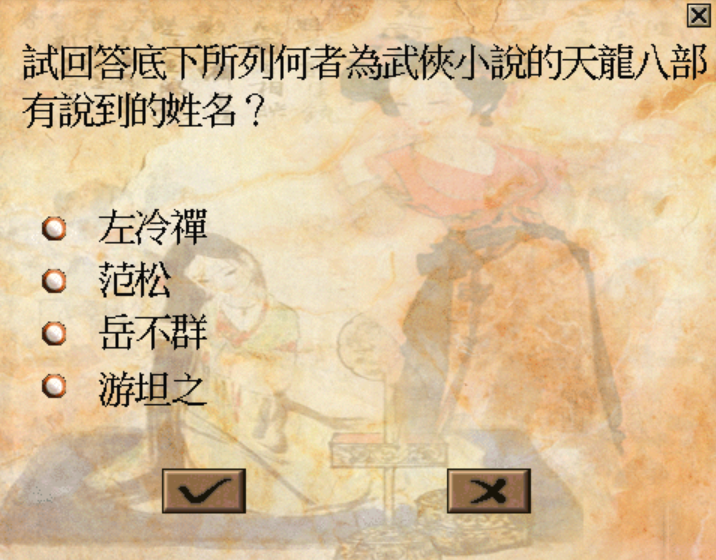 試回答底下所列何者為武俠小說的天龍八部
有說到的姓名？
左冷禪
范松
岳不群
游坦之